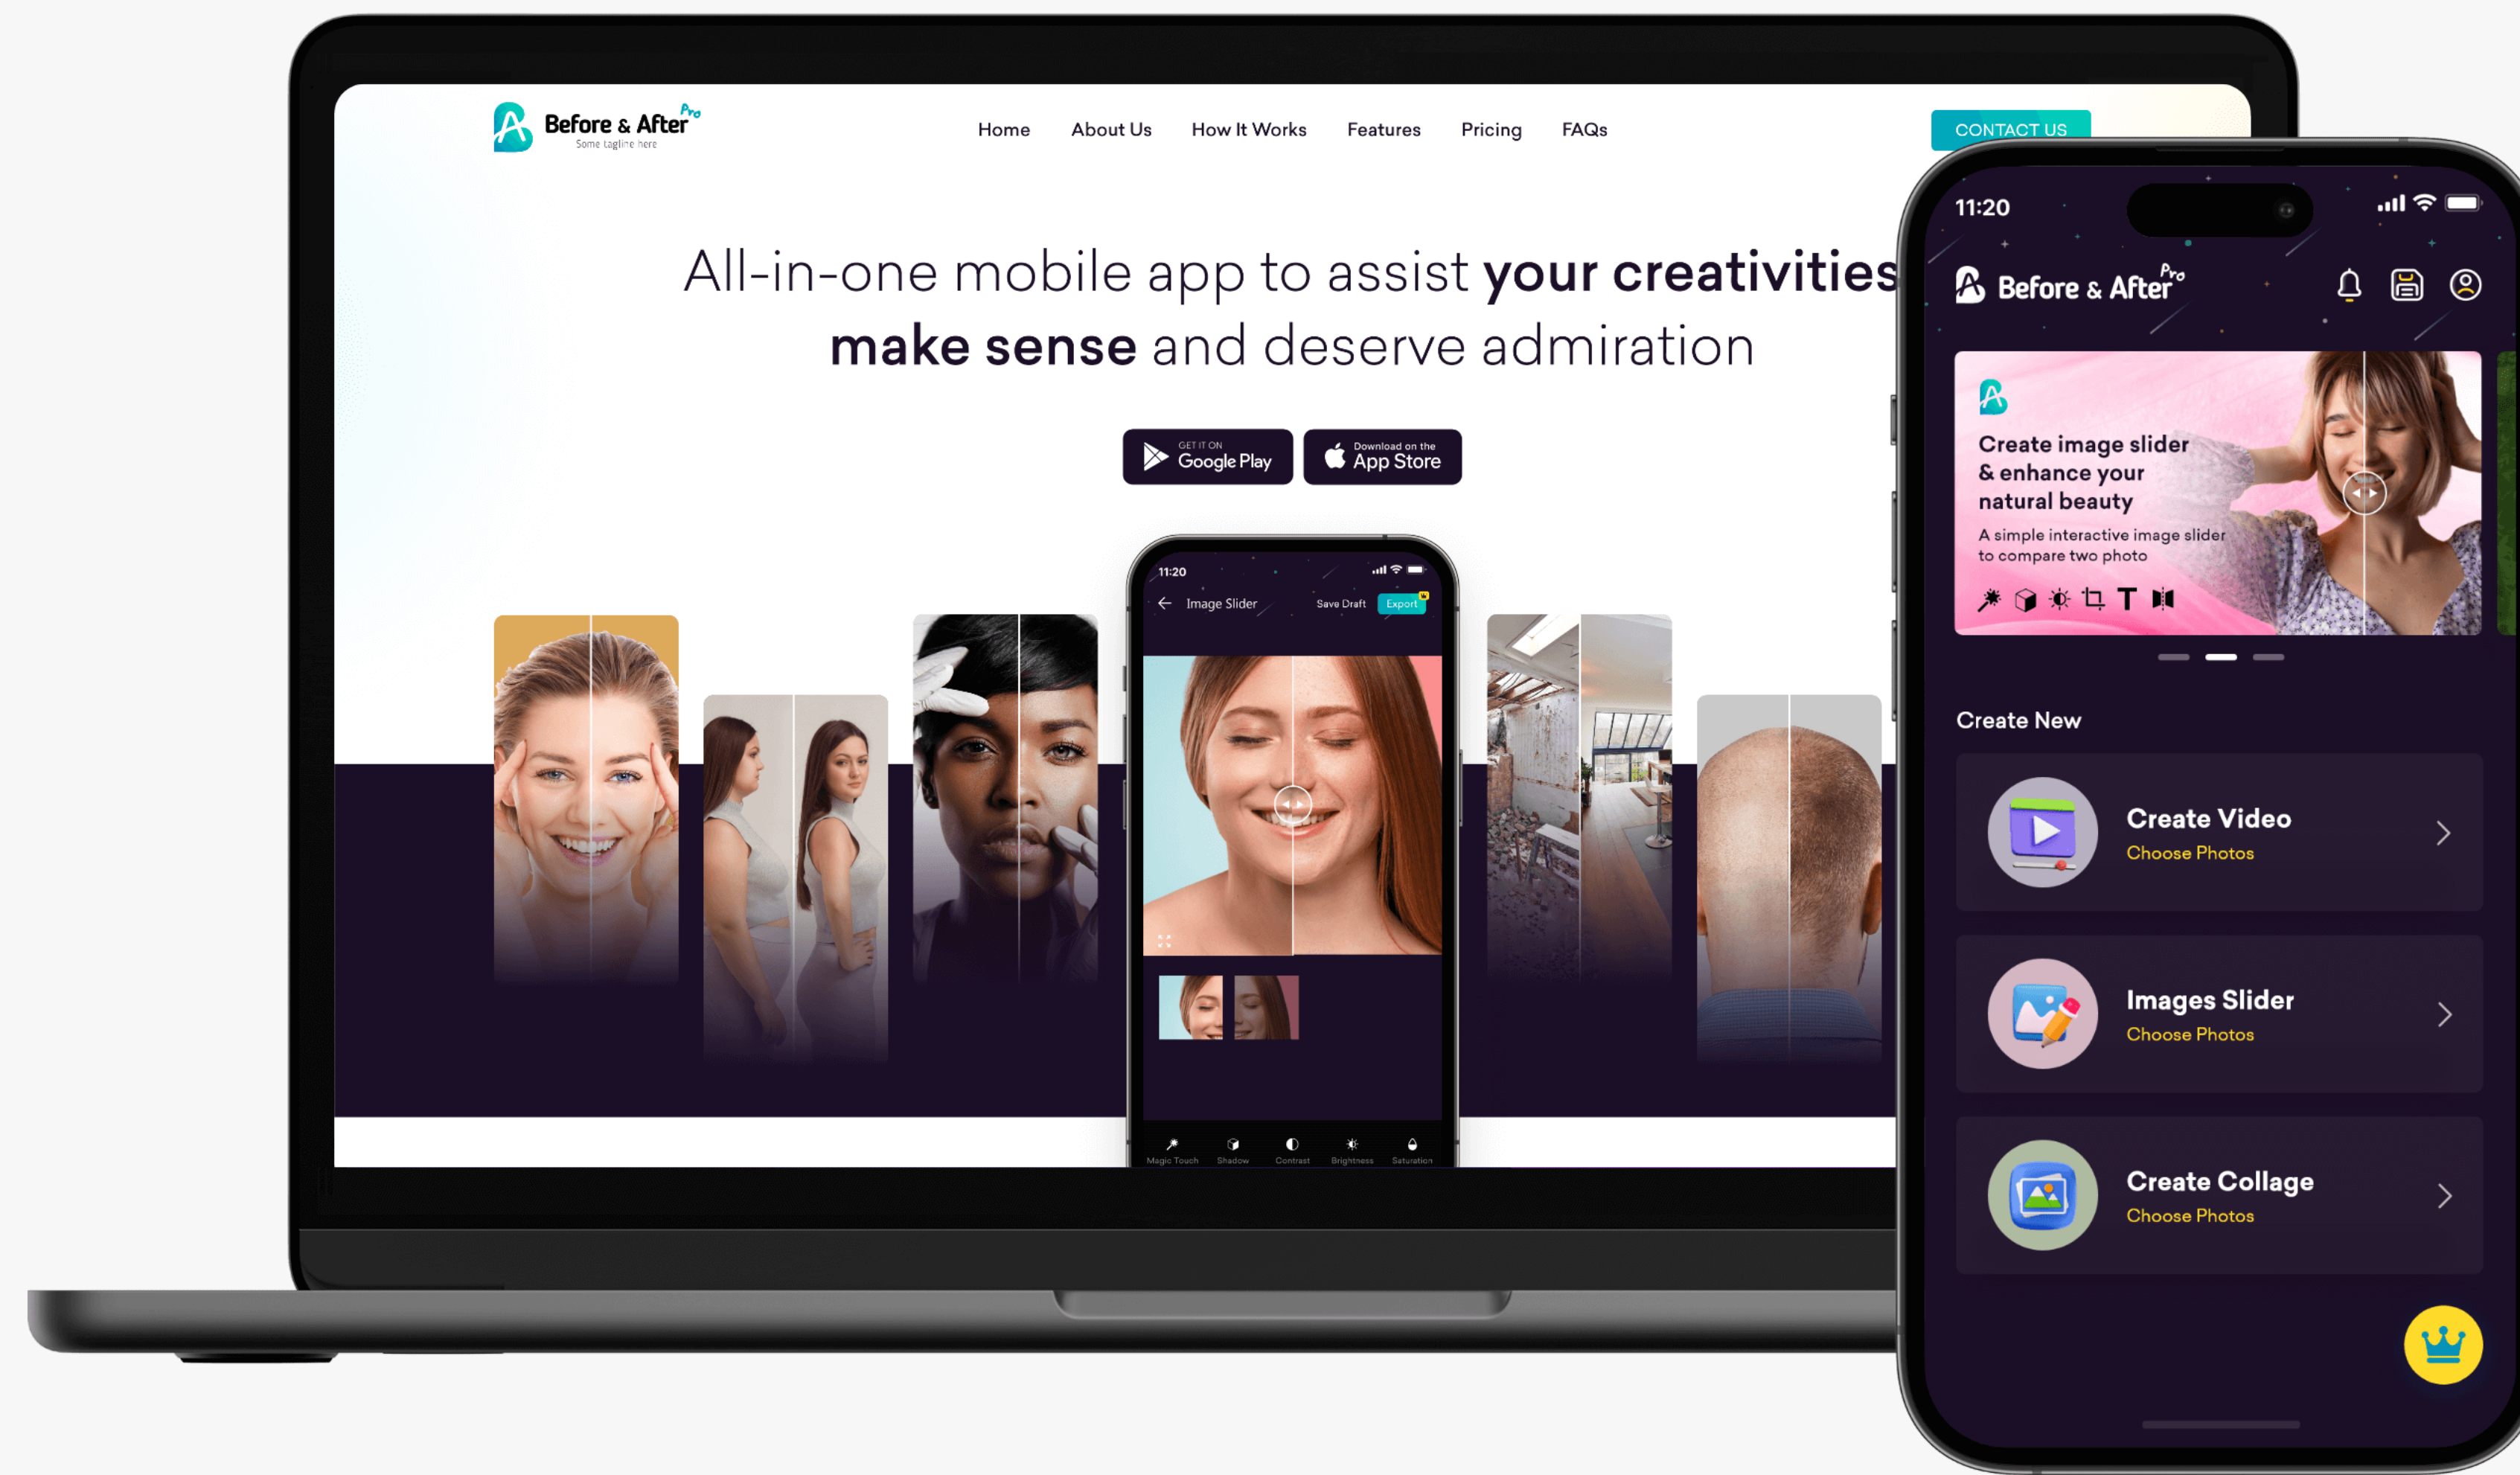 Before & After Pro
Some tagline here
Home About Us How It Works Features Pricing FAQs
CONTACT US
All-in-one mobile app to assist your creativities
make sense and deserve admiration
GET IT ON
Google Play
Download on the
App Store
11:20
Image Slider Save Draft Export
Magic Touch Shadow Contrast Brightness Saturation
11:20
Before & After Pro
Create image slider
& enhance your
natural beauty
A simple interactive image slider
to compare two photo
T
Create New
Create Video
Choose Photos
Images Slider
Choose Photos
Create Collage
Choose Photos